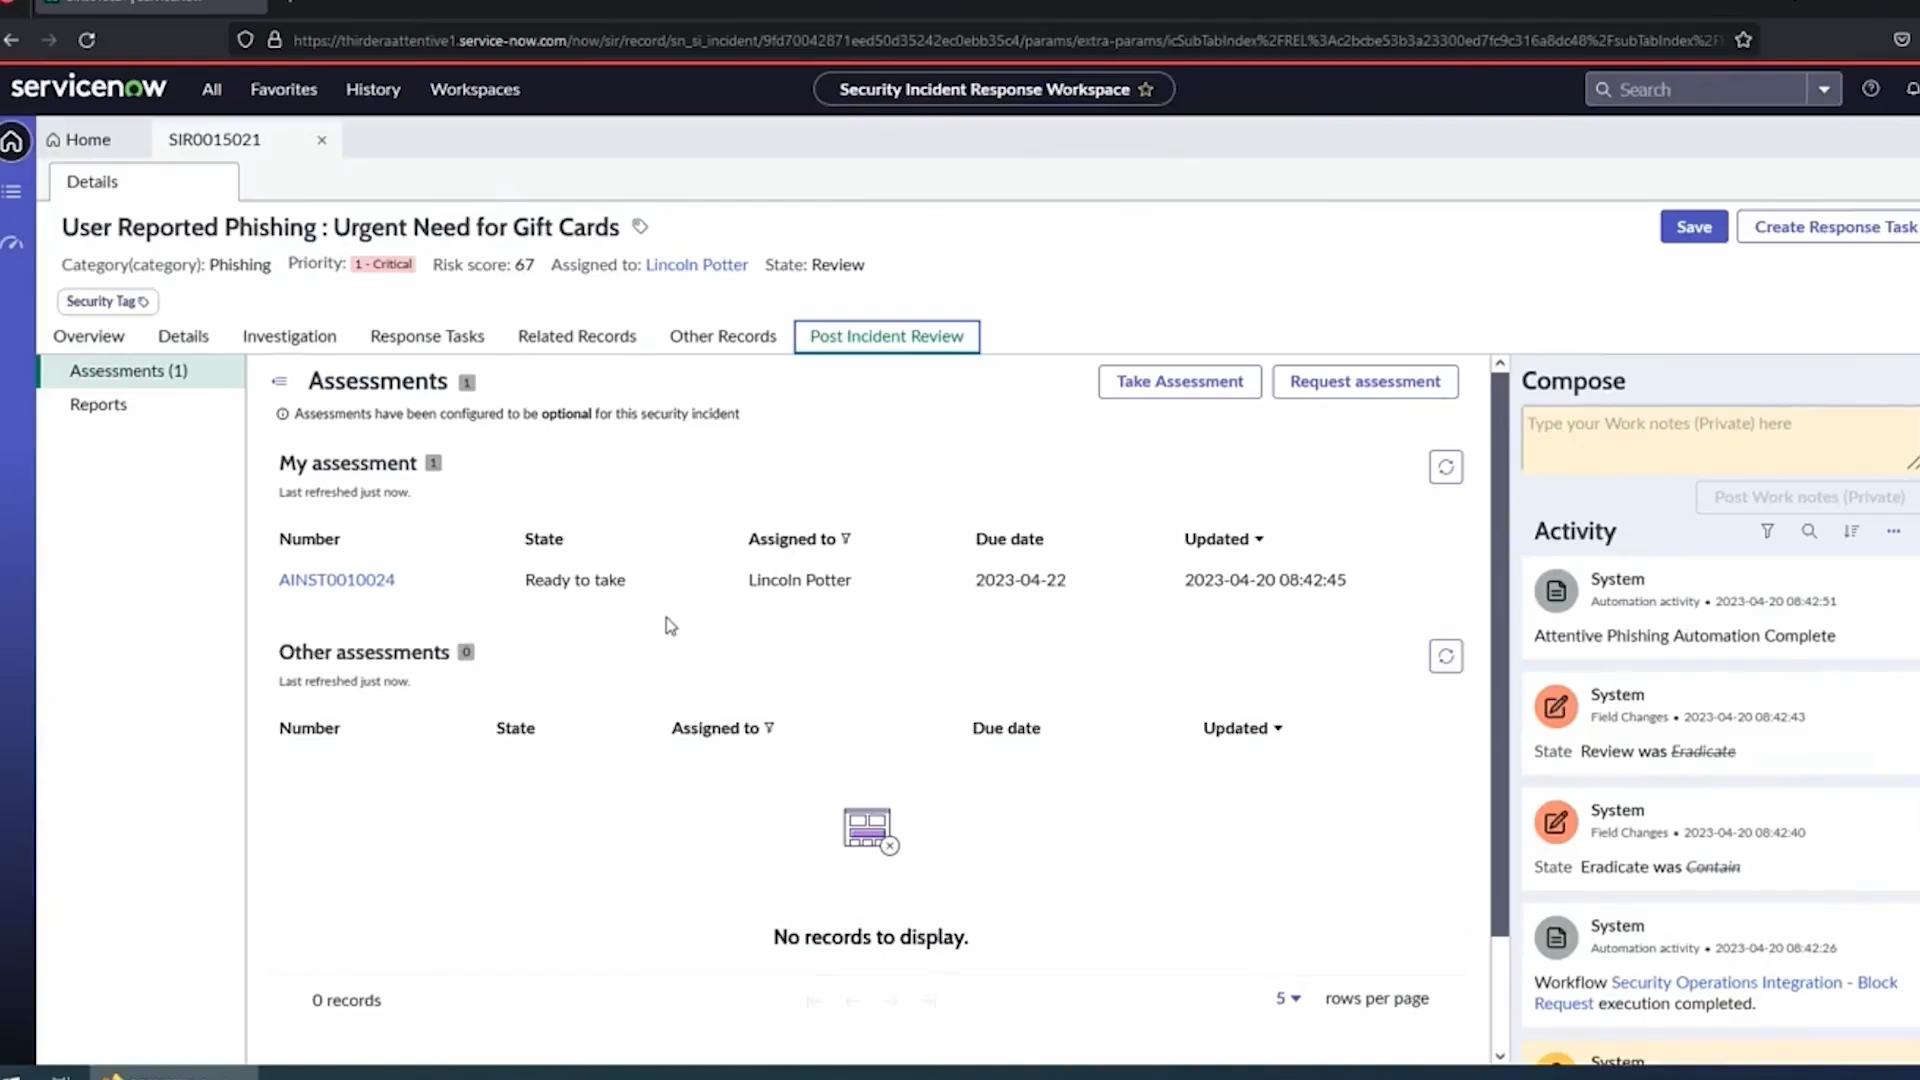 https://thirderaattentive1.service-now.com/now/sir/record/sn_si_incident/9fd70042871eed50d35242ec0ebb35c4/params/extra-params/icSubTabIndex%2FREL%3Ac2bcbe53b3a23300ed7fc9c316a8dc48%2FsubTabIndex%2F
servicenow All Favorites History Workspaces Security Incident Response Workspace Search
Home SIR0015021
Details
User Reported Phishing : Urgent Need for Gift Cards Save Create Response Task
Category(category): Phishing Priority: 1 - Critical Risk score: 67 Assigned to: Lincoln Potter State: Review
Security Tag
Overview Details Investigation Response Tasks Related Records Other Records Post Incident Review
Assessments (1)
Reports
Assessments 1 Take Assessment Request assessment
Assessments have been configured to be optional for this security incident
My assessment 1
Last refreshed just now.
Number State Assigned to Due date Updated
AINST0010024 Ready to take Lincoln Potter 2023-04-22 2023-04-20 08:42:45
Other assessments 0
Last refreshed just now.
Number State Assigned to Due date Updated
No records to display.
0 records 5 rows per page
Compose
Type your Work notes (Private) here
Post Work notes (Private)
Activity
System
Automation activity • 2023-04-20 08:42:51
Attentive Phishing Automation Complete
System
Field Changes • 2023-04-20 08:42:43
State Review was Eradicate
System
Field Changes • 2023-04-20 08:42:40
State Eradicate was Contain
System
Automation activity • 2023-04-20 08:42:26
Workflow Security Operations Integration - Block
Request execution completed.
System